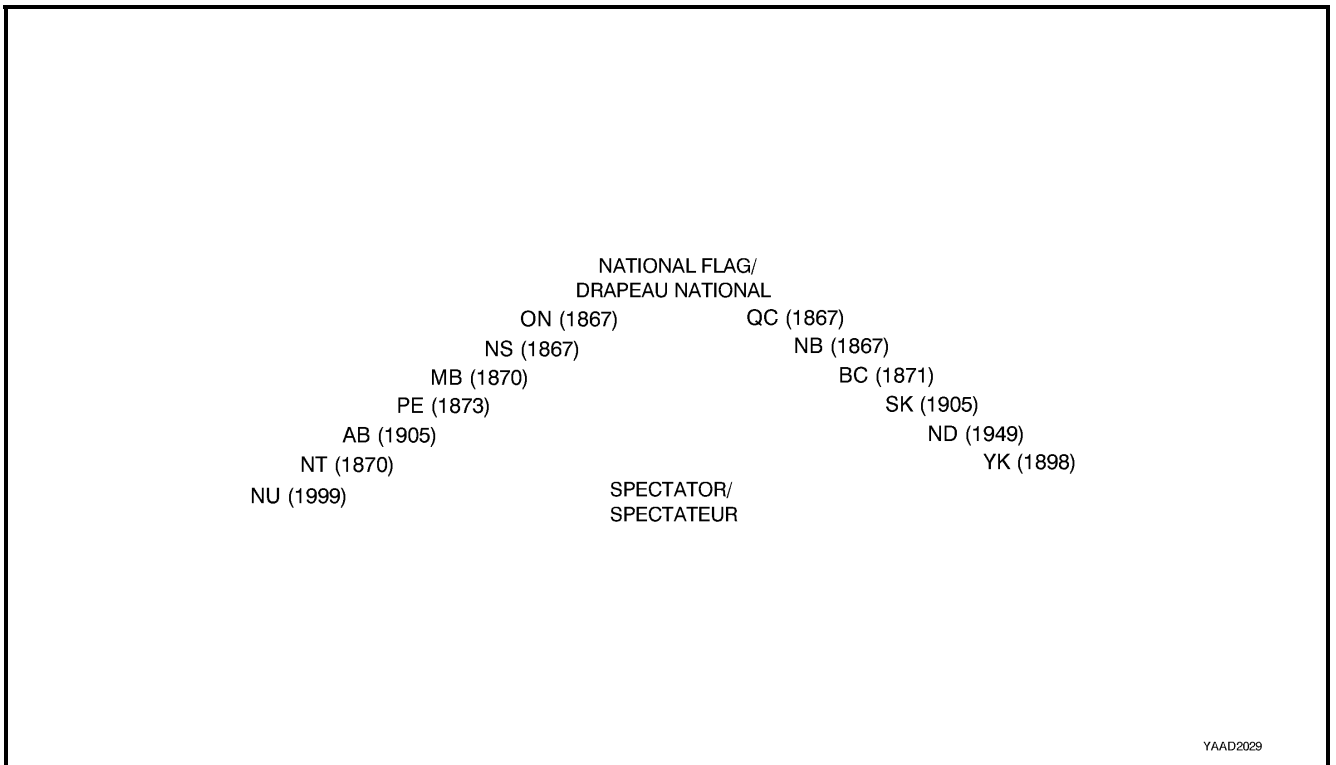 NATIONAL FLAG/
DRAPEAU NATIONAL
ON (1867) QC (1867)
NS (1867) NB (1867)
MB (1870) BC (1871)
PE (1873) SK (1905)
AB (1905) ND (1949)
NT (1870) YK (1898)
NU (1999)
SPECTATOR/
SPECTATEUR
YAAD2029